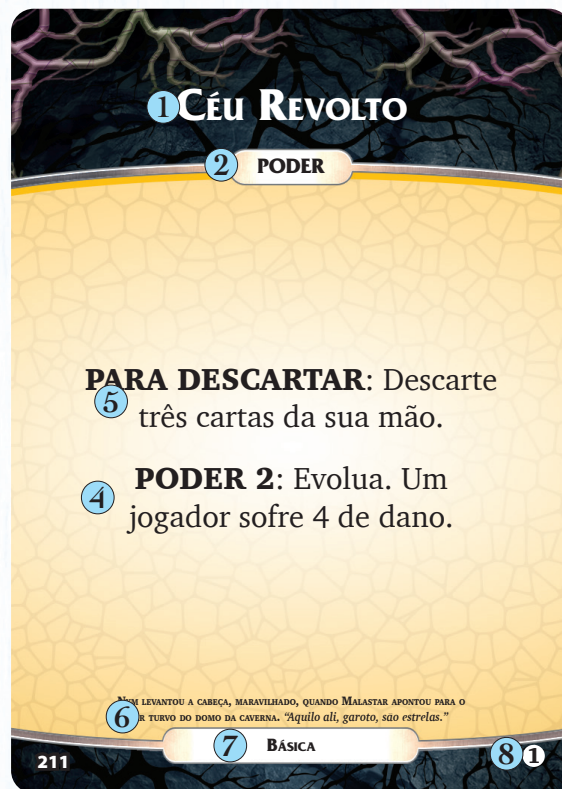 1 Céu Revolto
2 PODER
PARA DESCARTAR: Descarte
5 três cartas da sua mão.
PODER 2: Evolua. Um
4 jogador sofre 4 de dano.
levantou a cabeça, maravilhado, quando Malastar apontou para o
6 turvo do domo da caverna. “Aquilo ali, garoto, são estrelas.”
7 Básica
211 8 1